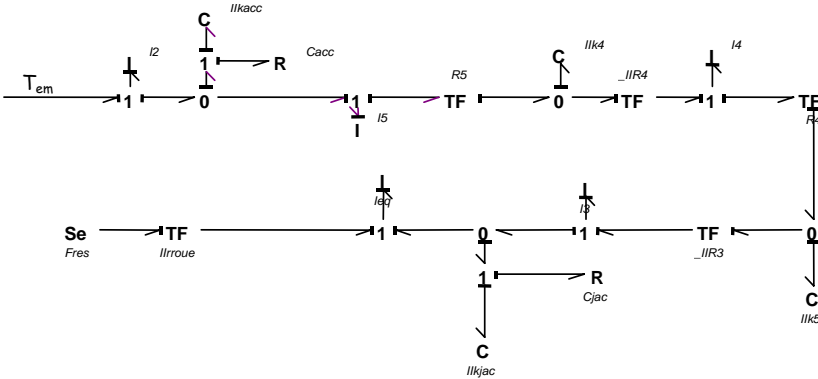 C IIkacc
I I2 1 R Cacc C IIk4 I I4
T em 1 0 1 R5 TF 0 _IIR4 TF 1 TF R4
I5
I
I Ieq I I3
Se TF 1 0 1 TF 0
Fres IIrroue _IIR3
1 R
Cjac C
IIk5
C
IIkjac